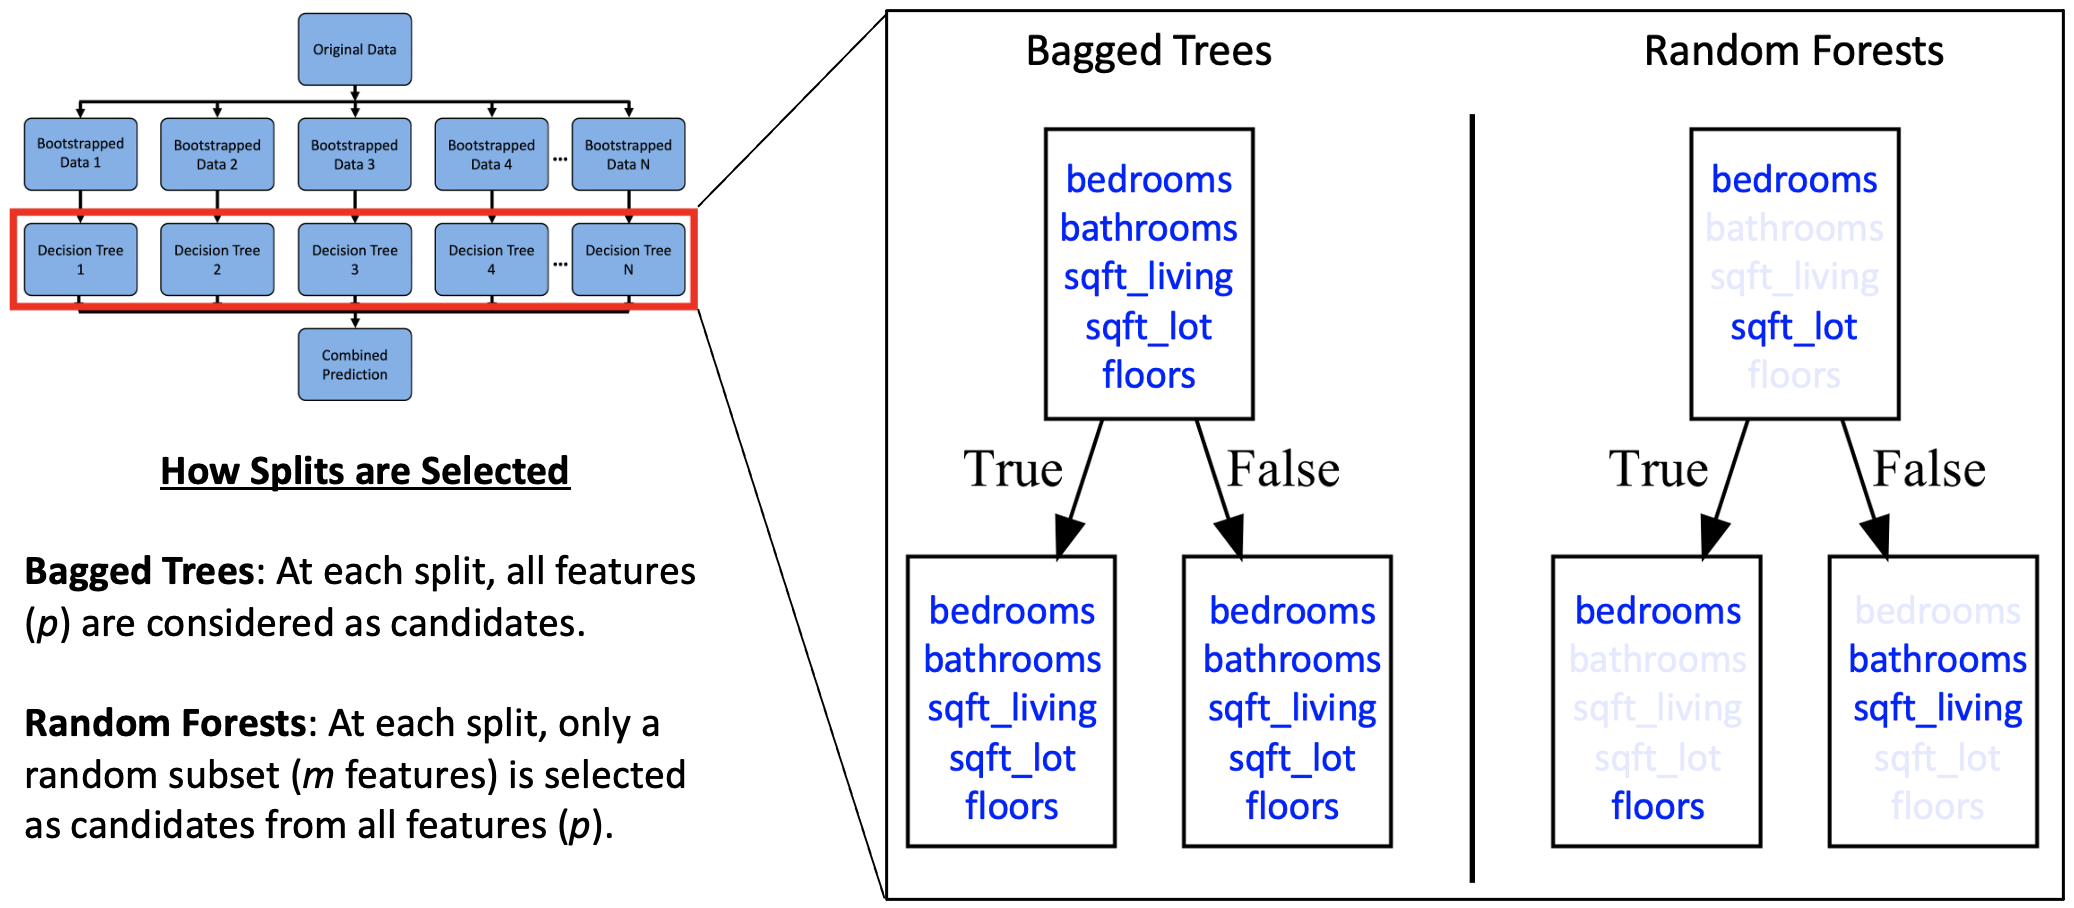 Original Data
Bootstrapped
Data 1
Bootstrapped
Data 2
Bootstrapped
Data 3
Bootstrapped
Data 4
...
Bootstrapped
Data N
Decision Tree
1
Decision Tree
2
Decision Tree
3
Decision Tree
4
...
Decision Tree
N
Combined
Prediction
How Splits are Selected
Bagged Trees: At each split, all features
(p) are considered as candidates.
Random Forests: At each split, only a
random subset (m features) is selected
as candidates from all features (p).
Bagged Trees
bedrooms
bathrooms
sqft_living
sqft_lot
floors
True
False
bedrooms
bathrooms
sqft_living
sqft_lot
floors
bedrooms
bathrooms
sqft_living
sqft_lot
floors
Random Forests
bedrooms
bathrooms
sqft_living
sqft_lot
floors
True
False
bedrooms
bathrooms
sqft_living
sqft_lot
floors
bedrooms
bathrooms
sqft_living
sqft_lot
floors